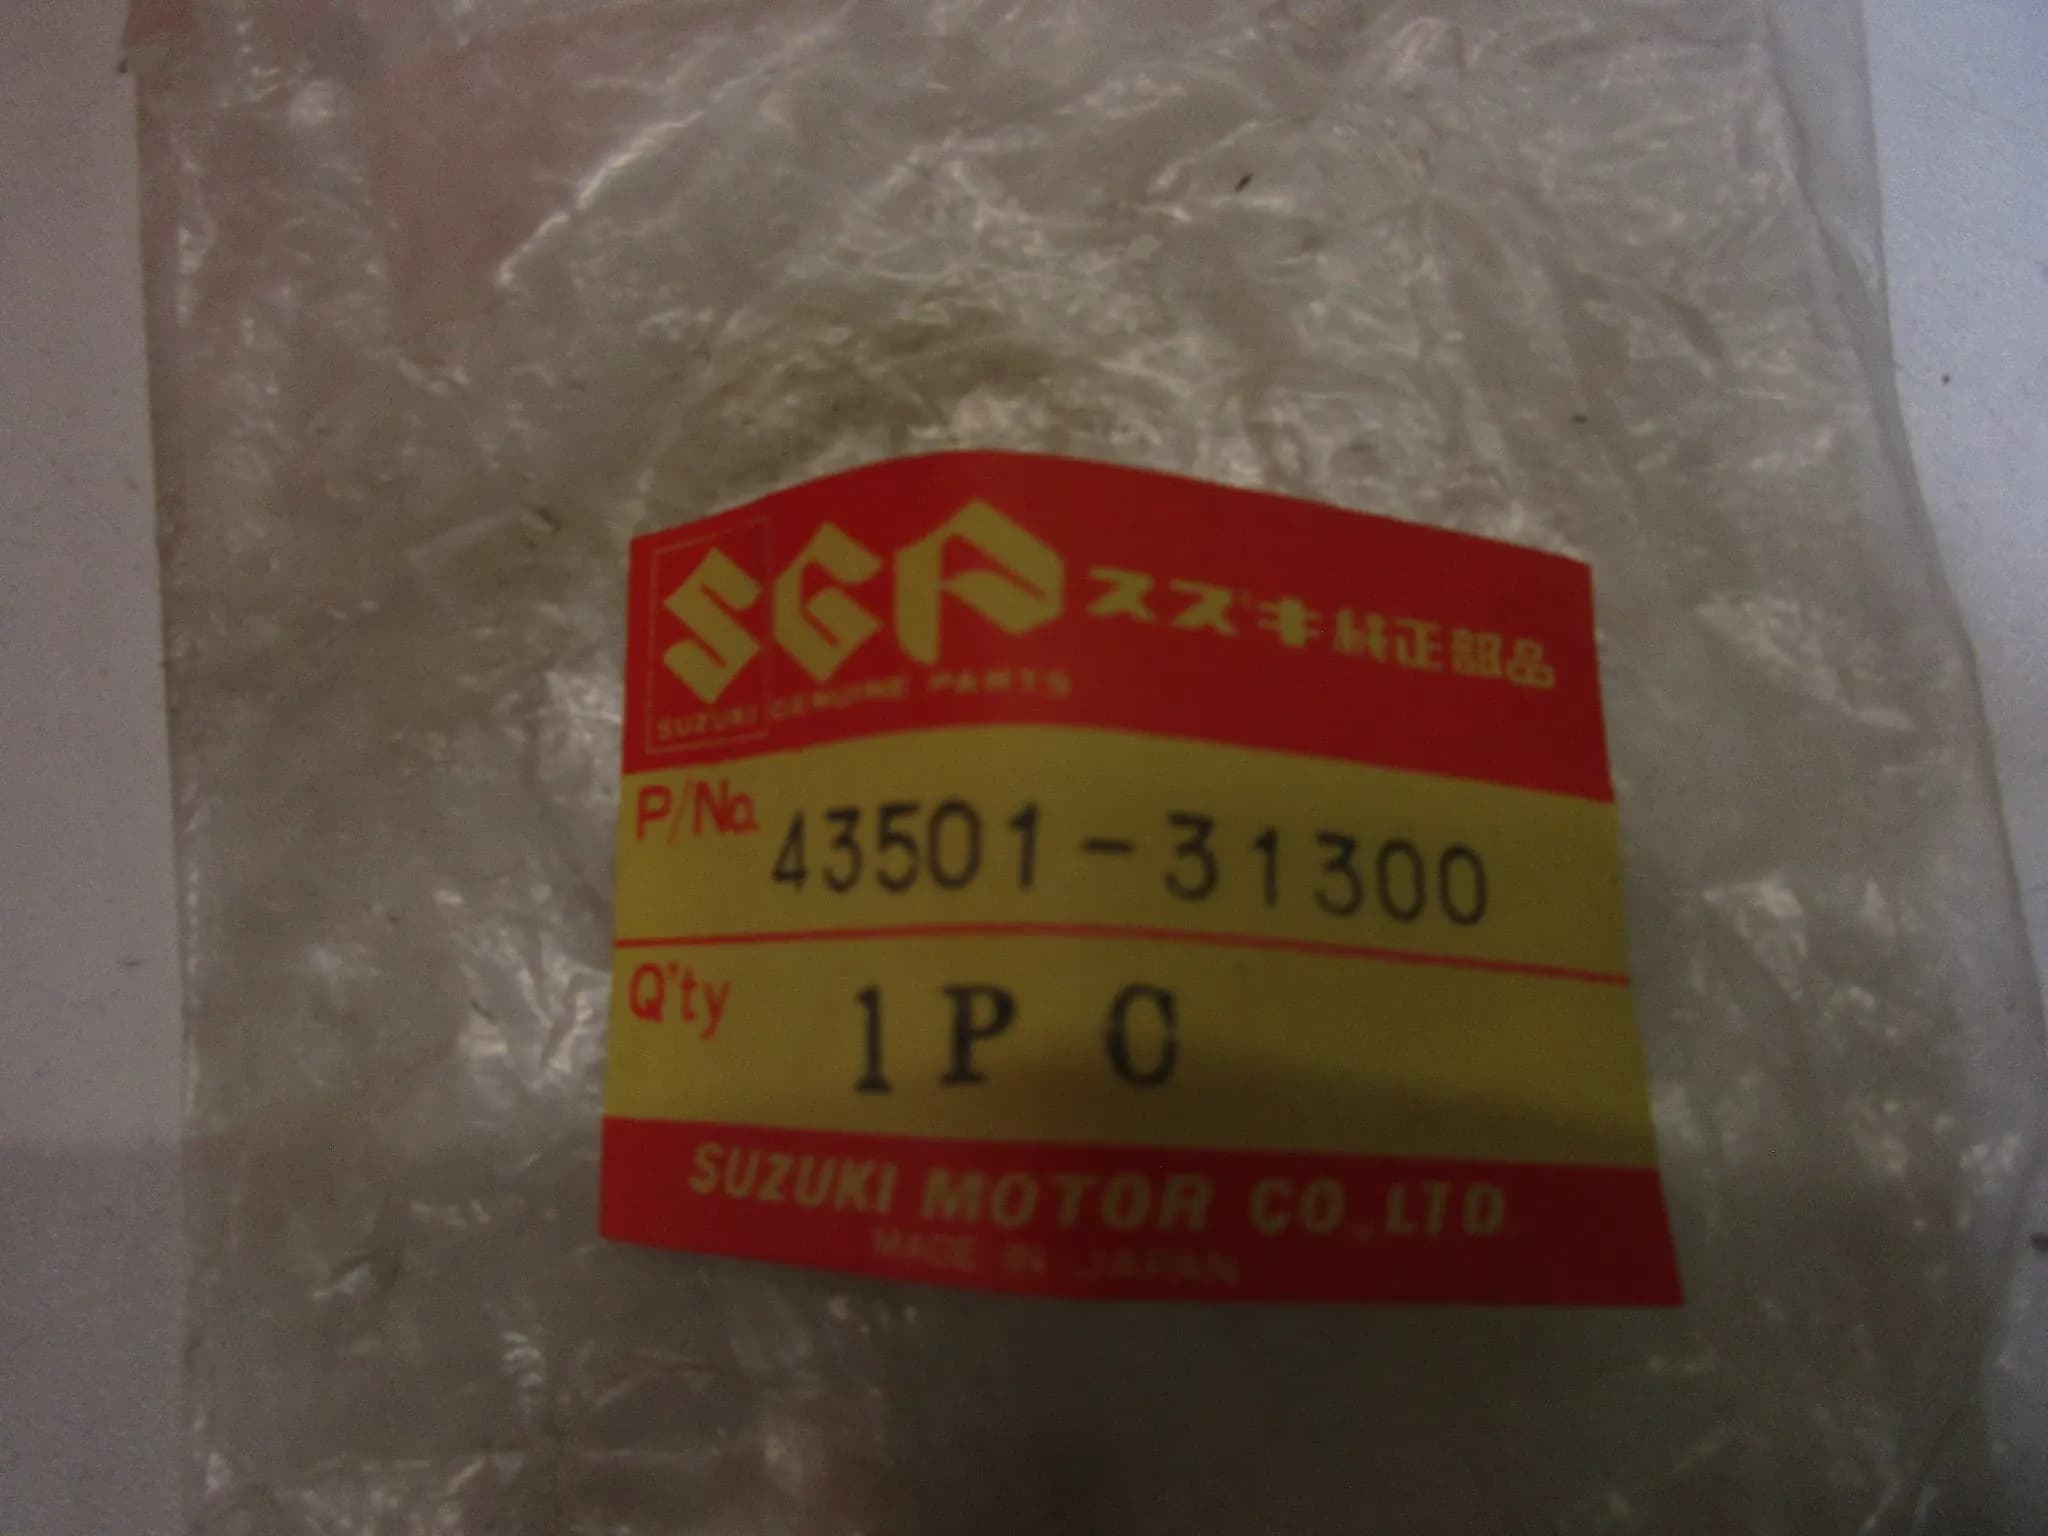 SGP スズキ純正部品
SUZUKI GENUINE PARTS
P/No. 43501-31300
Q'ty 1 P C
SUZUKI MOTOR CO.,LTD.
MADE IN JAPAN